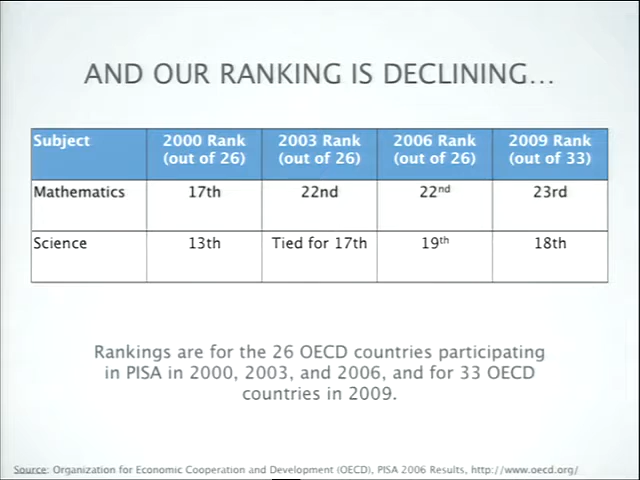 AND OUR RANKING IS DECLINING...
Subject 2000 Rank (out of 26) 2003 Rank (out of 26) 2006 Rank (out of 26) 2009 Rank (out of 33)
Mathematics 17th 22nd 22nd 23rd
Science 13th Tied for 17th 19th 18th
Rankings are for the 26 OECD countries participating
in PISA in 2000, 2003, and 2006, and for 33 OECD
countries in 2009.
Source: Organization for Economic Cooperation and Development (OECD), PISA 2006 Results, http://www.oecd.org/